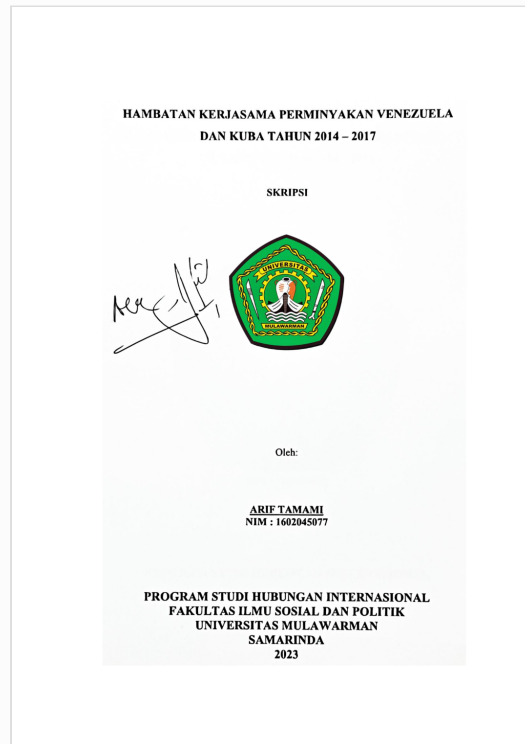 HAMBATAN KERJASAMA PERMINYAKAN VENEZUELA
DAN KUBA TAHUN 2014 – 2017
SKRIPSI
UNIVERSITAS
MULAWARMAN
Oleh:
ARIF TAMAMI
NIM : 1602045077
PROGRAM STUDI HUBUNGAN INTERNASIONAL
FAKULTAS ILMU SOSIAL DAN POLITIK
UNIVERSITAS MULAWARMAN
SAMARINDA
2023